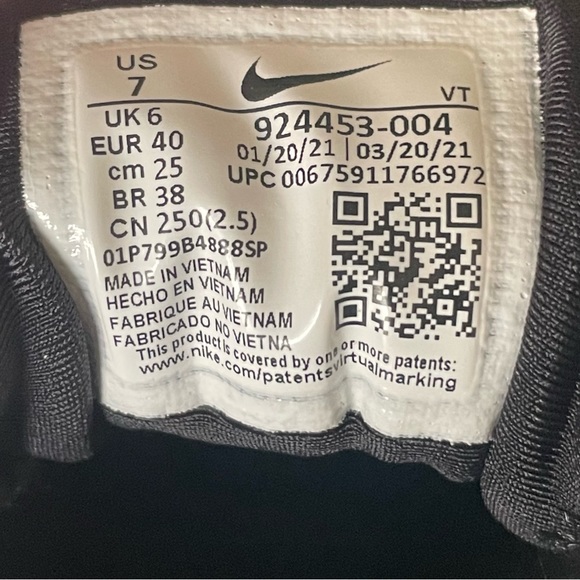 US
7
VT
UK 6
924453-004
EUR 40
01/20/21 | 03/20/21
cm 25
UPC 00675911766972
BR 38
CN 250(2.5)
01P799B4888SP
MADE IN VIETNAM
HECHO EN VIETNAM
FABRIQUE AU VIETNAM
FABRICADO NO VIETNA
This product is covered by one or more patents:
www.nike.com/patentsvirtualmarking